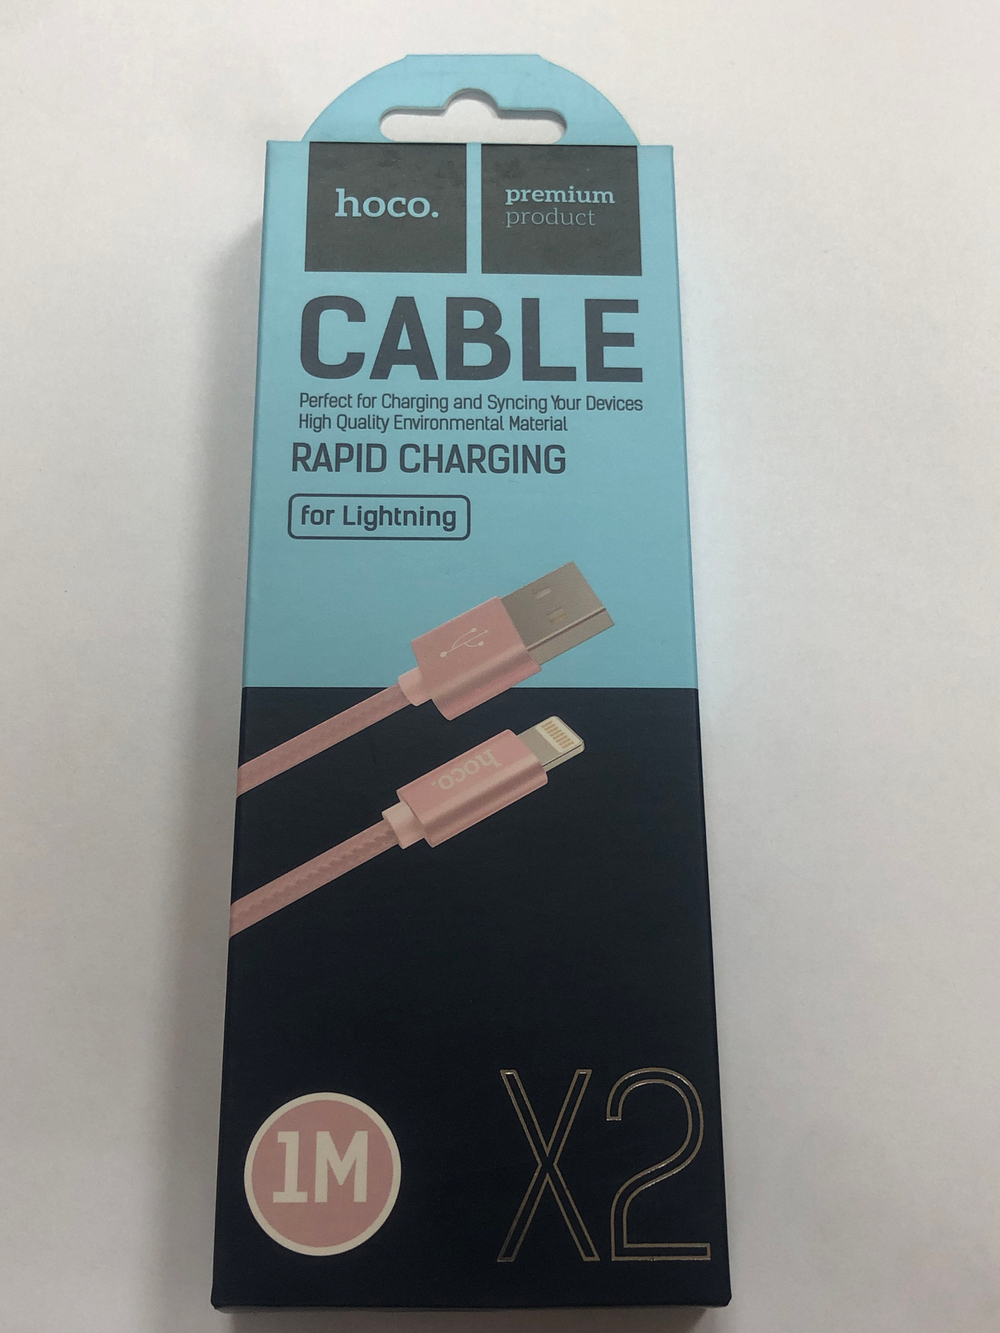 hoco.
premium
product
CABLE
Perfect for Charging and Syncing Your Devices
High Quality Environmental Material
RAPID CHARGING
for Lightning
hoco.
1M
X2